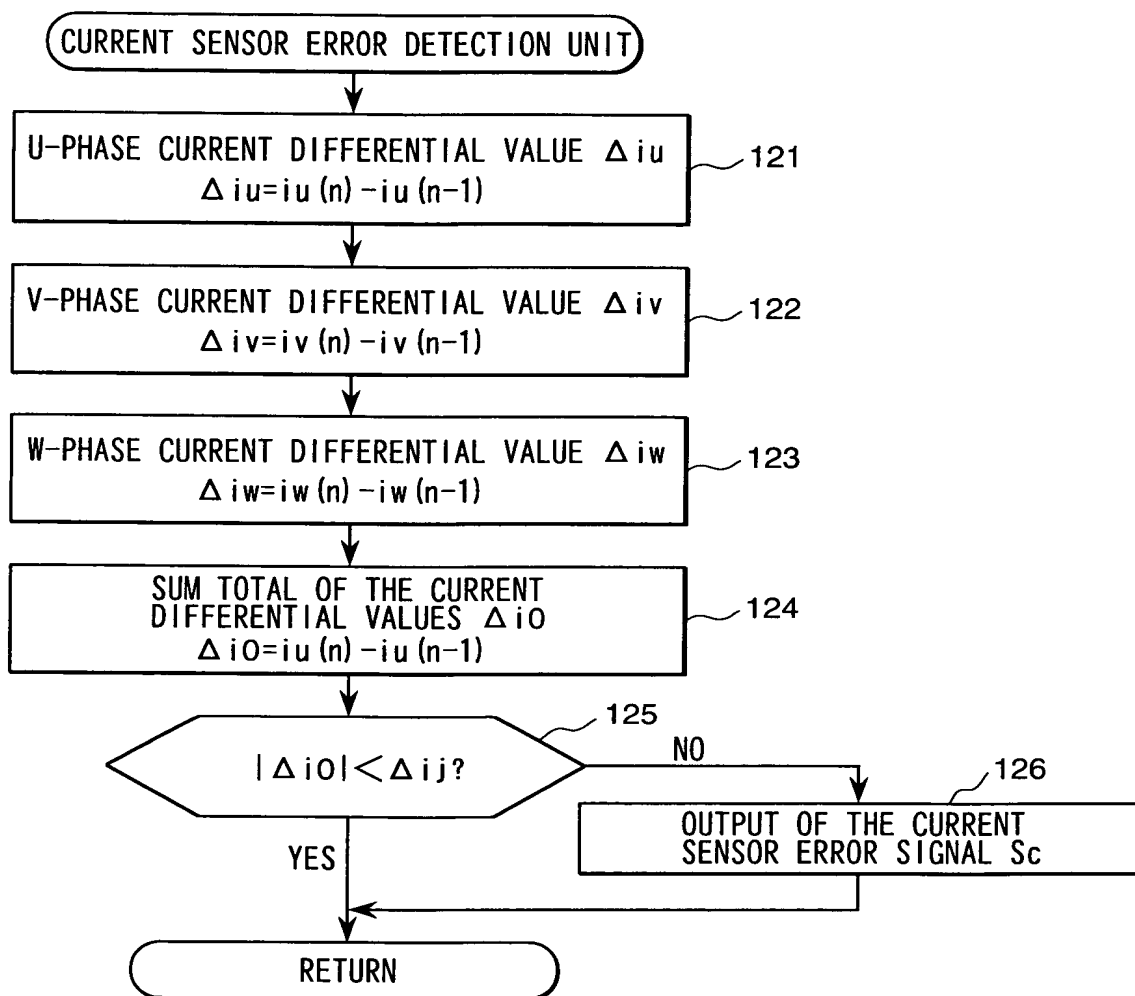 CURRENT SENSOR ERROR DETECTION UNIT
U-PHASE CURRENT DIFFERENTIAL VALUE Δiu
Δiu=iu(n)-iu(n-1)
121
V-PHASE CURRENT DIFFERENTIAL VALUE Δiv
Δiv=iv(n)-iv(n-1)
122
W-PHASE CURRENT DIFFERENTIAL VALUE Δiw
Δiw=iw(n)-iw(n-1)
123
SUM TOTAL OF THE CURRENT
DIFFERENTIAL VALUES Δi0
Δi0=iu(n)-iu(n-1)
124
|Δi0|<Δij?
125
NO
126
OUTPUT OF THE CURRENT
SENSOR ERROR SIGNAL Sc
YES
RETURN